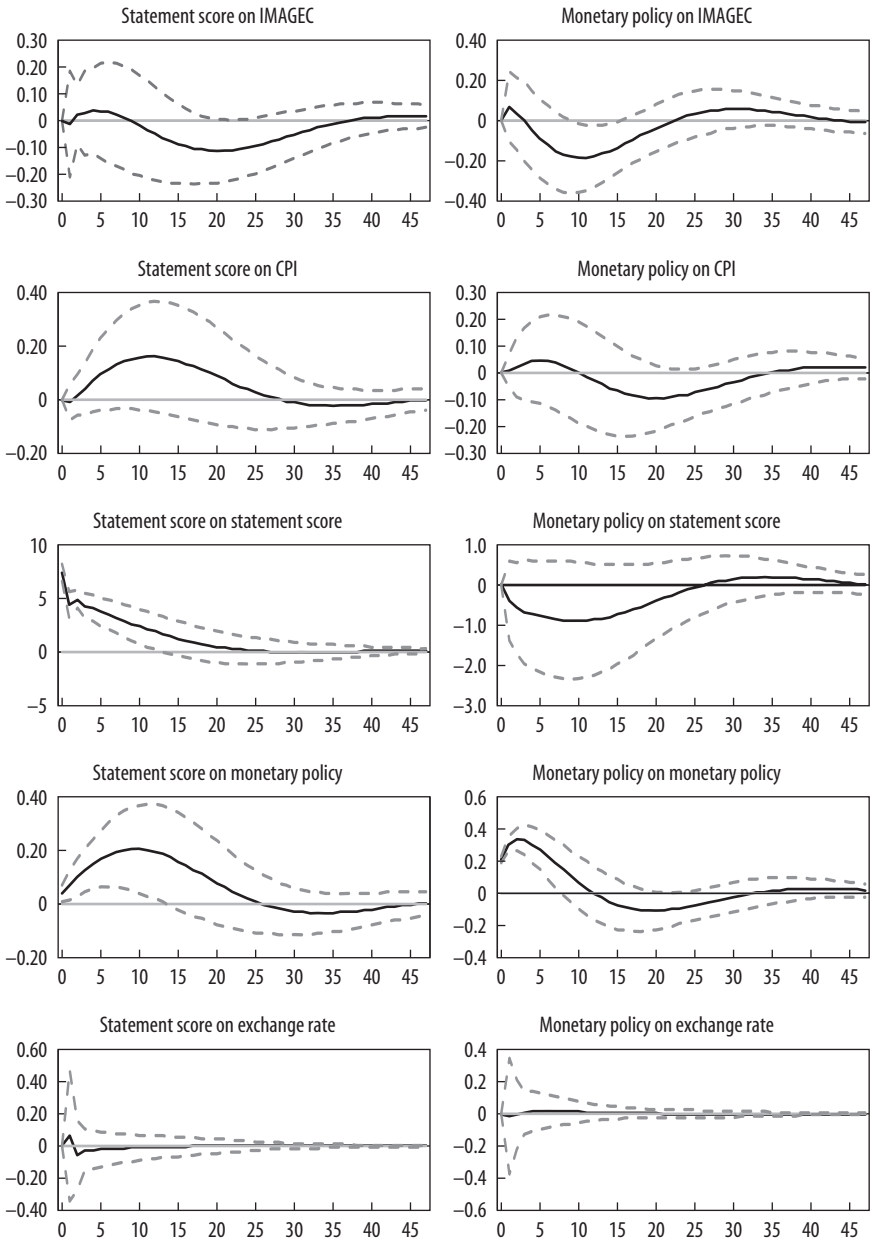 Statement score on IMAGEC
0.30
0.20
0.10
0
−0.10
−0.20
−0.30
0 5 10 15 20 25 30 35 40 45
Monetary policy on IMAGEC
0.40
0.20
0
−0.20
−0.40
0 5 10 15 20 25 30 35 40 45
Statement score on CPI
0.40
0.20
0
−0.20
0 5 10 15 20 25 30 35 40 45
Monetary policy on CPI
0.30
0.20
0.10
0
−0.10
−0.20
−0.30
0 5 10 15 20 25 30 35 40 45
Statement score on statement score
10
5
0
−5
0 5 10 15 20 25 30 35 40 45
Monetary policy on statement score
1.0
0
−1.0
−2.0
−3.0
0 5 10 15 20 25 30 35 40 45
Statement score on monetary policy
0.40
0.20
0
−0.20
0 5 10 15 20 25 30 35 40 45
Monetary policy on monetary policy
0.6
0.4
0.2
0
−0.2
−0.4
0 5 10 15 20 25 30 35 40 45
Statement score on exchange rate
0.60
0.40
0.20
0
−0.20
−0.40
0 5 10 15 20 25 30 35 40 45
Monetary policy on exchange rate
0.4
0.2
0
−0.2
−0.4
−0.6
0 5 10 15 20 25 30 35 40 45